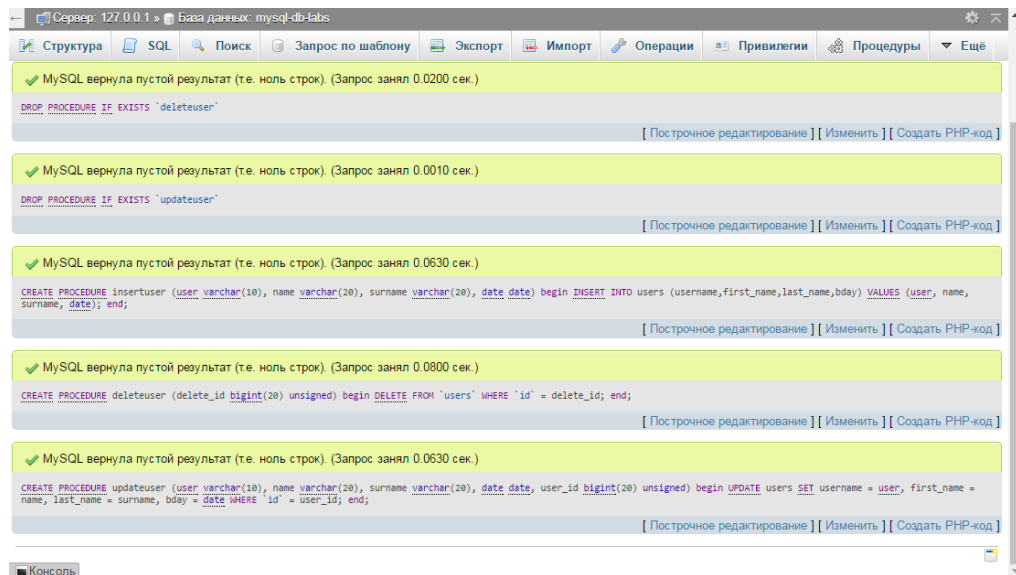 ← Сервер: 127.0.0.1 » База данных: mysql-db-labs
Структура SQL Поиск Запрос по шаблону Экспорт Импорт Операции Привилегии Процедуры Ещё
MySQL вернула пустой результат (т.е. ноль строк). (Запрос занял 0.0200 сек.)
DROP PROCEDURE IF EXISTS `deleteuser`
[ Построчное редактирование ] [ Изменить ] [ Создать PHP-код ]
MySQL вернула пустой результат (т.е. ноль строк). (Запрос занял 0.0010 сек.)
DROP PROCEDURE IF EXISTS `updateuser`
[ Построчное редактирование ] [ Изменить ] [ Создать PHP-код ]
MySQL вернула пустой результат (т.е. ноль строк). (Запрос занял 0.0630 сек.)
CREATE PROCEDURE insertuser (user varchar(10), name varchar(20), surname varchar(20), date date) begin INSERT INTO users (username,first_name,last_name,bday) VALUES (user, name,
surname, date); end;
[ Построчное редактирование ] [ Изменить ] [ Создать PHP-код ]
MySQL вернула пустой результат (т.е. ноль строк). (Запрос занял 0.0800 сек.)
CREATE PROCEDURE deleteuser (delete_id bigint(20) unsigned) begin DELETE FROM `users` WHERE `id` = delete_id; end;
[ Построчное редактирование ] [ Изменить ] [ Создать PHP-код ]
MySQL вернула пустой результат (т.е. ноль строк). (Запрос занял 0.0630 сек.)
CREATE PROCEDURE updateuser (user varchar(10), name varchar(20), surname varchar(20), date date, user_id bigint(20) unsigned) begin UPDATE users SET username = user, first_name =
name, last_name = surname, bday = date WHERE `id` = user_id; end;
[ Построчное редактирование ] [ Изменить ] [ Создать PHP-код ]
Консоль